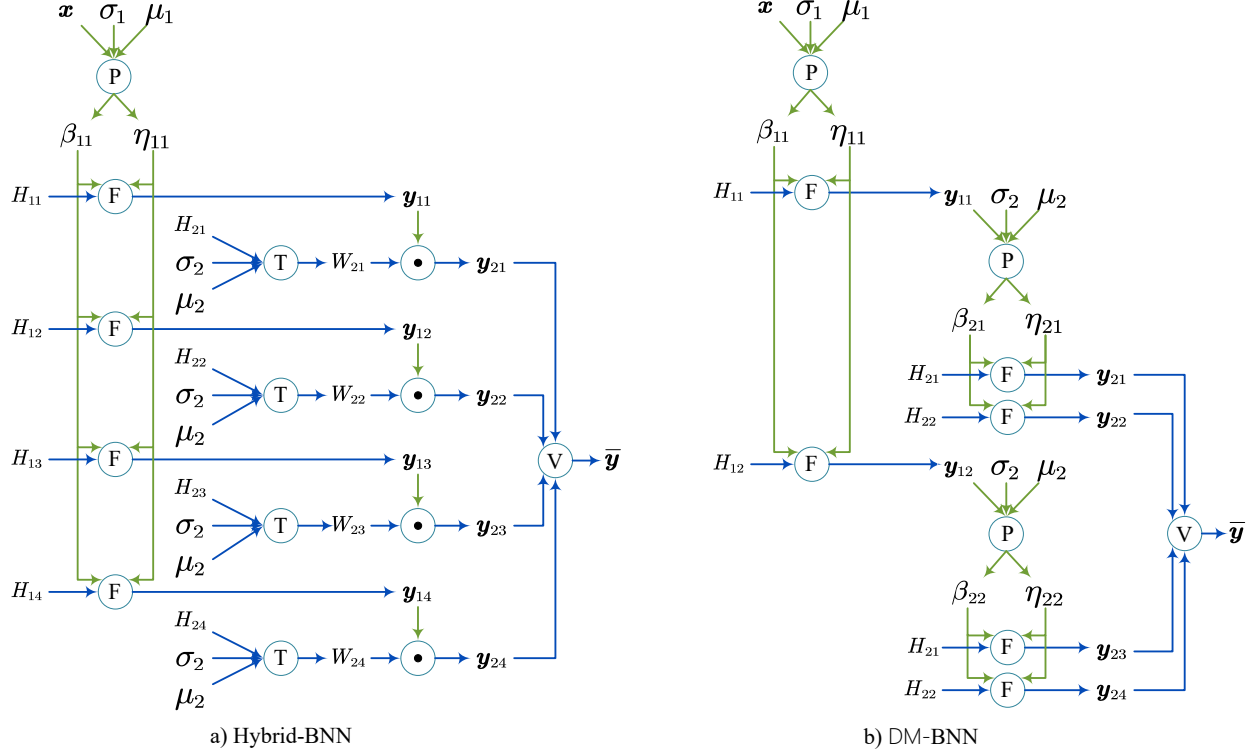 x σ₁ μ₁
P
β₁₁ η₁₁
H₁₁ F y₁₁
H₂₁
σ₂ T W₂₁ • y₂₁
μ₂
H₁₂ F y₁₂
H₂₂
σ₂ T W₂₂ • y₂₂
μ₂
V ȳ
H₁₃ F y₁₃
H₂₃
σ₂ T W₂₃ • y₂₃
μ₂
H₁₄ F y₁₄
H₂₄
σ₂ T W₂₄ • y₂₄
μ₂
a) Hybrid-BNN
x σ₁ μ₁
P
β₁₁ η₁₁
H₁₁ F y₁₁ σ₂ μ₂
P
β₂₁ η₂₁
H₂₁ F y₂₁
H₂₂ F y₂₂
H₁₂ F y₁₂ σ₂ μ₂
P V ȳ
β₂₂ η₂₂
H₂₁ F y₂₃
H₂₂ F y₂₄
b) DM-BNN